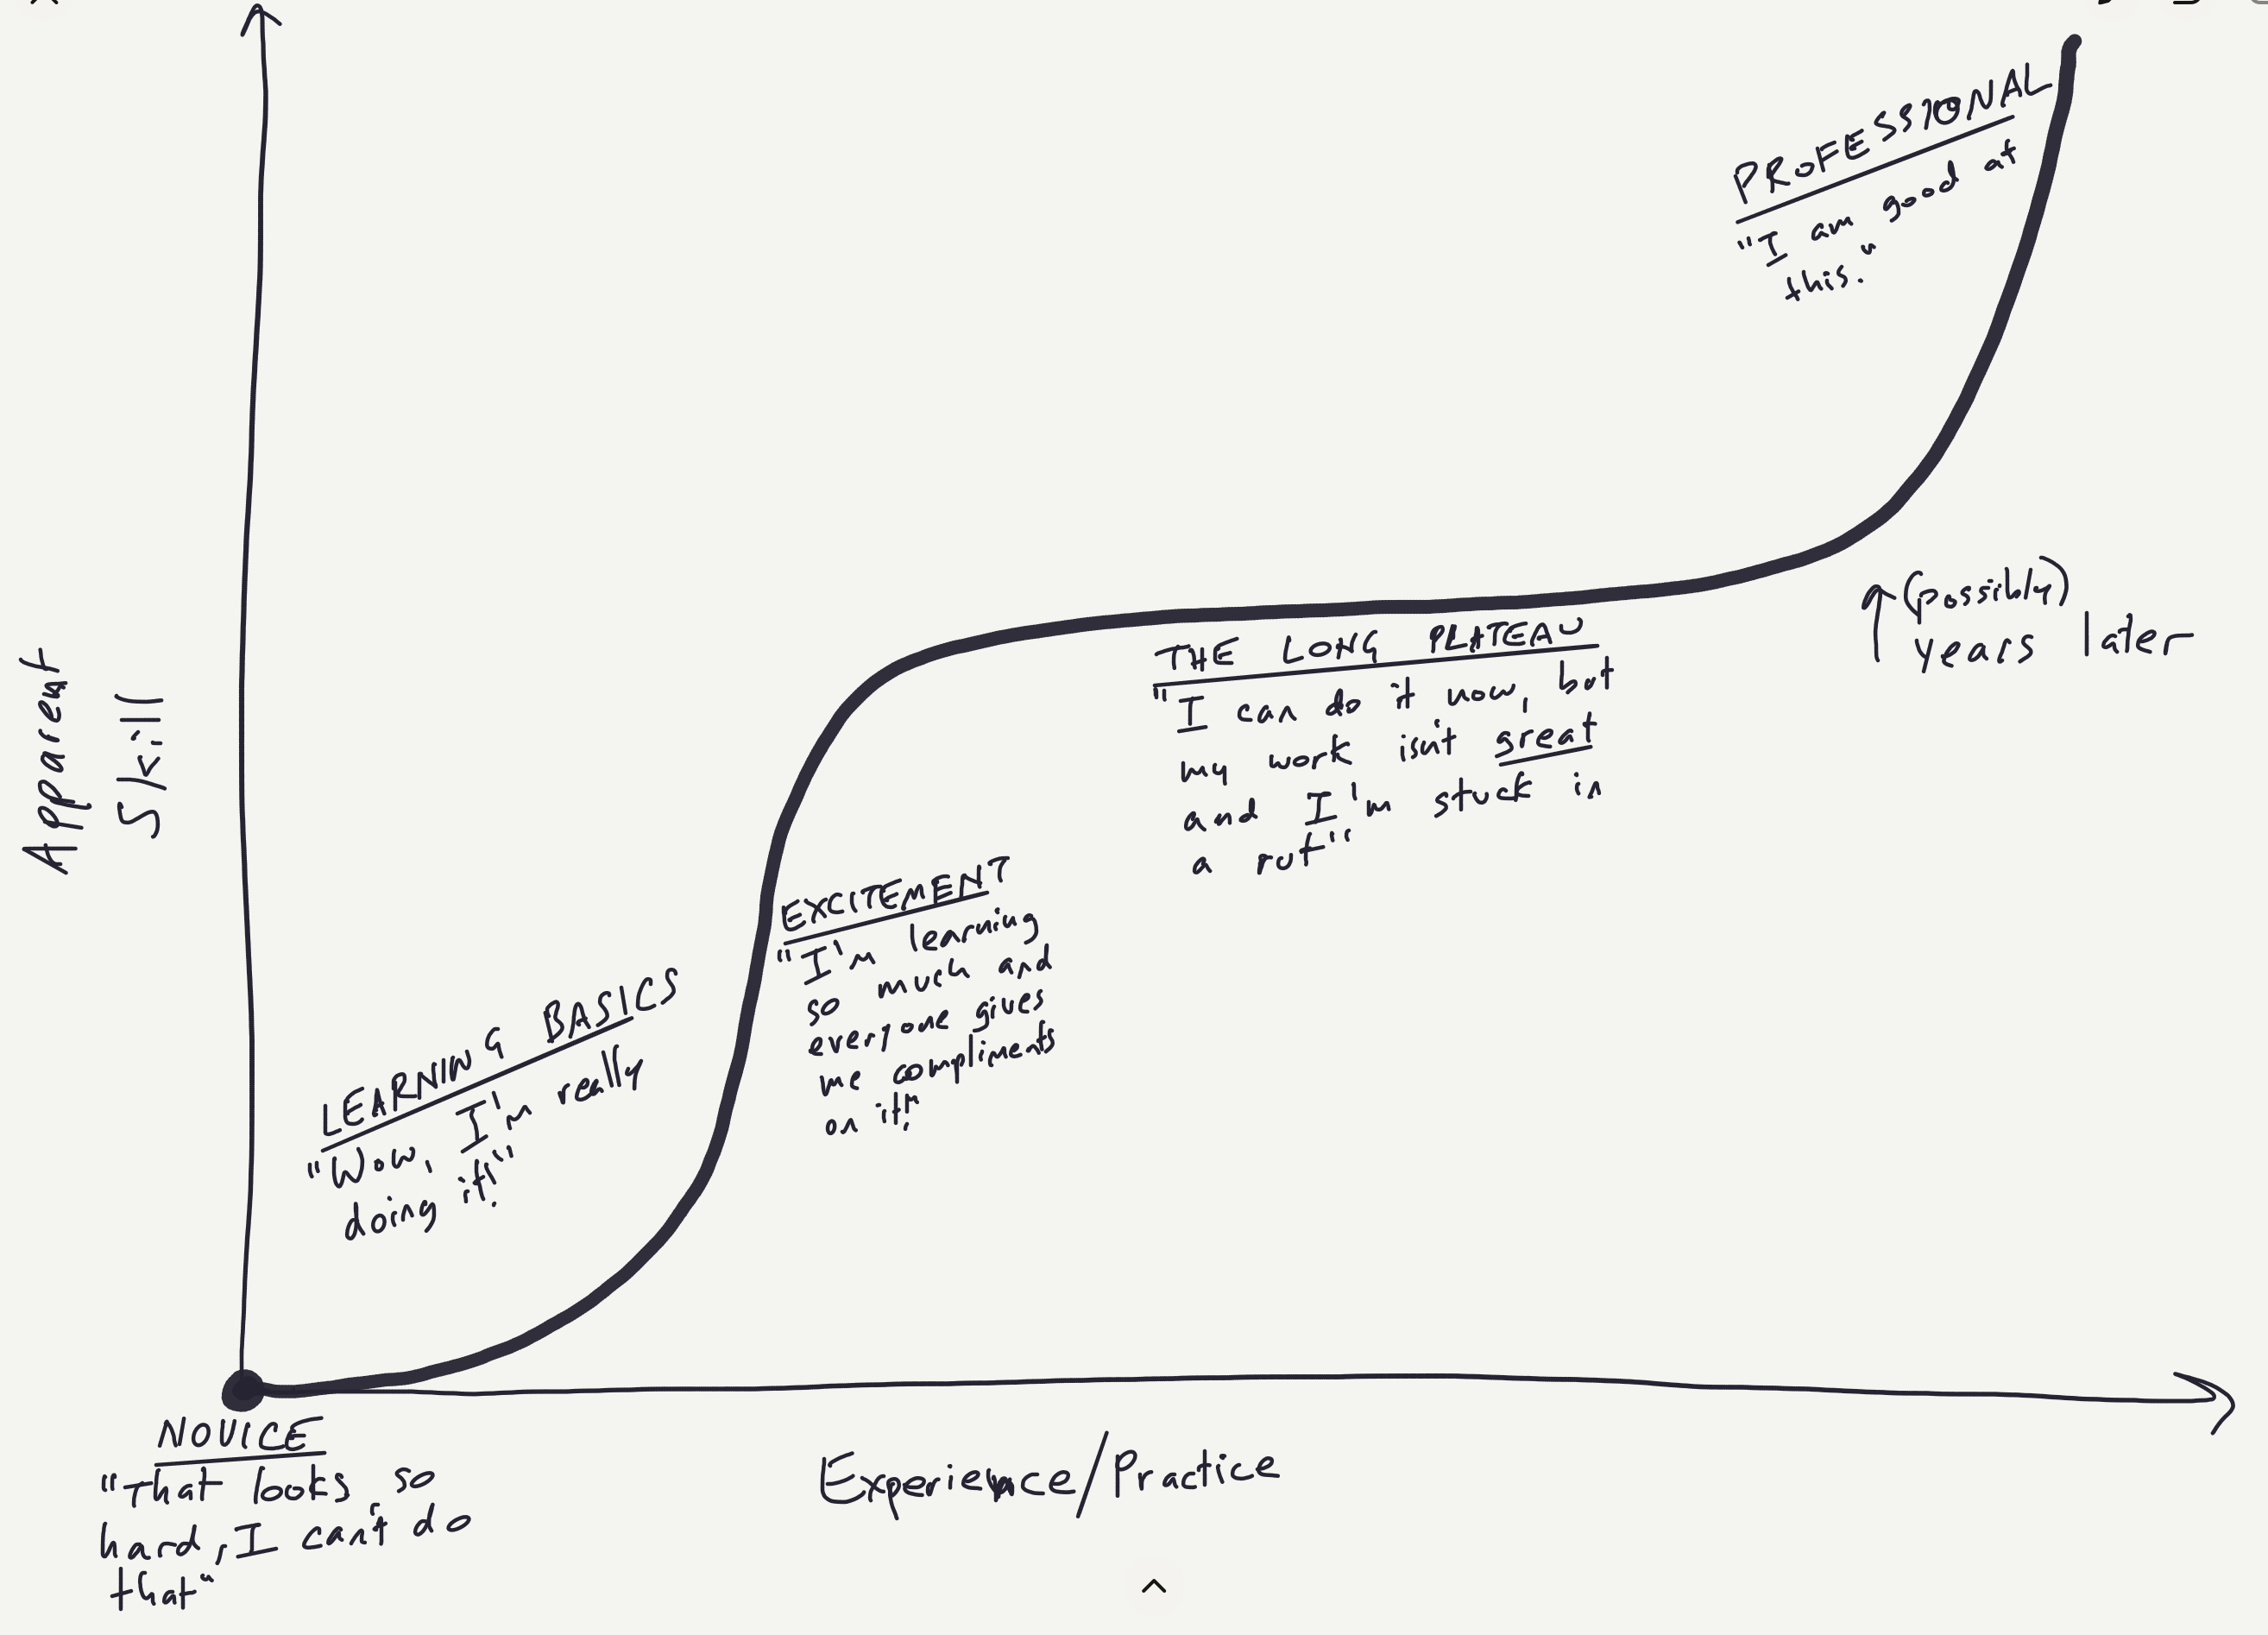 PROFESSIONAL
"I am good at
this."
(possibly)
years later
THE LONG PLATEAU
"I can do it now, but
my work isn't great
and I'm stuck in
a rut"
EXCITEMENT
"I'm learning
so much and
everyone gives
me compliments
on it!"
LEARNING BASICS
"Wow, I'm really
doing it!"
Apparent
Skill
NOVICE
"That looks so
hard, I can't do
that"
Experience/Practice